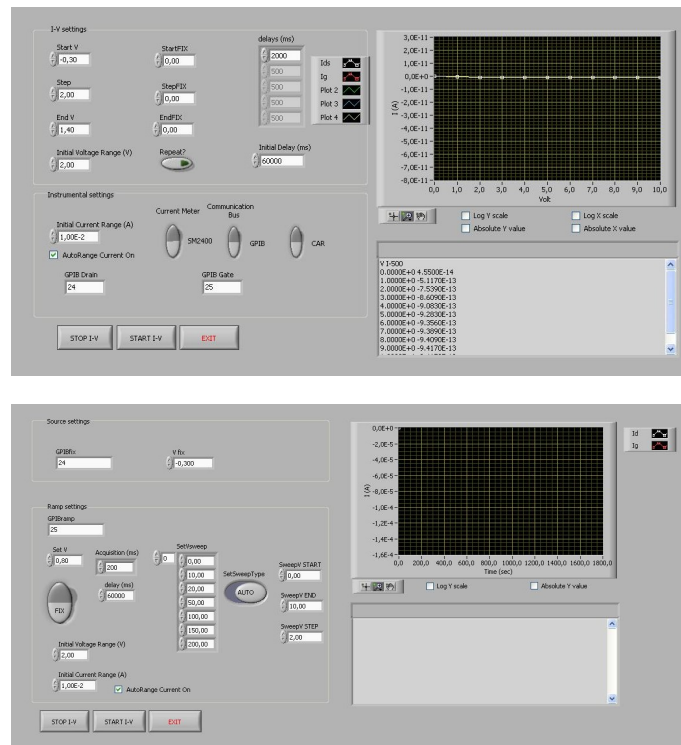 I-V settings
Start V
-0,30
StartFIX
0,00
delays (ms)
2000
500
500
500
500
Step
2,00
StepFIX
0,00
End V
1,40
EndFIX
0,00
Initial Voltage Range (V)
2,00
Repeat?
Initial Delay (ms)
60000
Ids
Ig
Plot 2
Plot 3
Plot 4
Instrumental settings
Initial Current Range (A)
1,00E-2
AutoRange Current On
Current Meter
SM2400
Communication
Bus
GPIB
CAR
GPIB Drain
24
GPIB Gate
25
STOP I-V
START I-V
EXIT
3,0E-11
2,0E-11
1,0E-11
0,0E+0
-1,0E-11
-2,0E-11
-3,0E-11
-4,0E-11
-5,0E-11
-6,0E-11
-7,0E-11
-8,0E-11
I (A)
0,0 1,0 2,0 3,0 4,0 5,0 6,0 7,0 8,0 9,0 10,0
Volt
Log Y scale
Log X scale
Absolute Y value
Absolute X value
V I-500
0.0000E+0 4.5500E-14
1.0000E+0 -5.1170E-13
2.0000E+0 -7.5390E-13
3.0000E+0 -8.6090E-13
4.0000E+0 -9.0830E-13
5.0000E+0 -9.2830E-13
6.0000E+0 -9.3560E-13
7.0000E+0 -9.3890E-13
8.0000E+0 -9.4090E-13
9.0000E+0 -9.4170E-13
Source settings
GPIBfix
24
V fix
-0,300
Ramp settings
GPIBramp
25
Set V
0,80
Acquisition (ms)
200
delay (ms)
60000
FIX
SetVsweep
0
0,00
10,00
20,00
50,00
100,00
150,00
200,00
SetSweepType
AUTO
SweepV START
0,00
SweepV END
10,00
SweepV STEP
2,00
Initial Voltage Range (V)
2,00
Initial Current Range (A)
1,00E-2
AutoRange Current On
STOP I-V
START I-V
EXIT
0,0E+0
-2,0E-5
-4,0E-5
-6,0E-5
-8,0E-5
-1,0E-4
-1,2E-4
-1,4E-4
-1,6E-4
I (A)
0,0 200,0 400,0 600,0 800,0 1000,0 1200,0 1400,0 1600,0 1800,0
Time (sec)
Id
Ig
Log Y scale
Absolute Y value